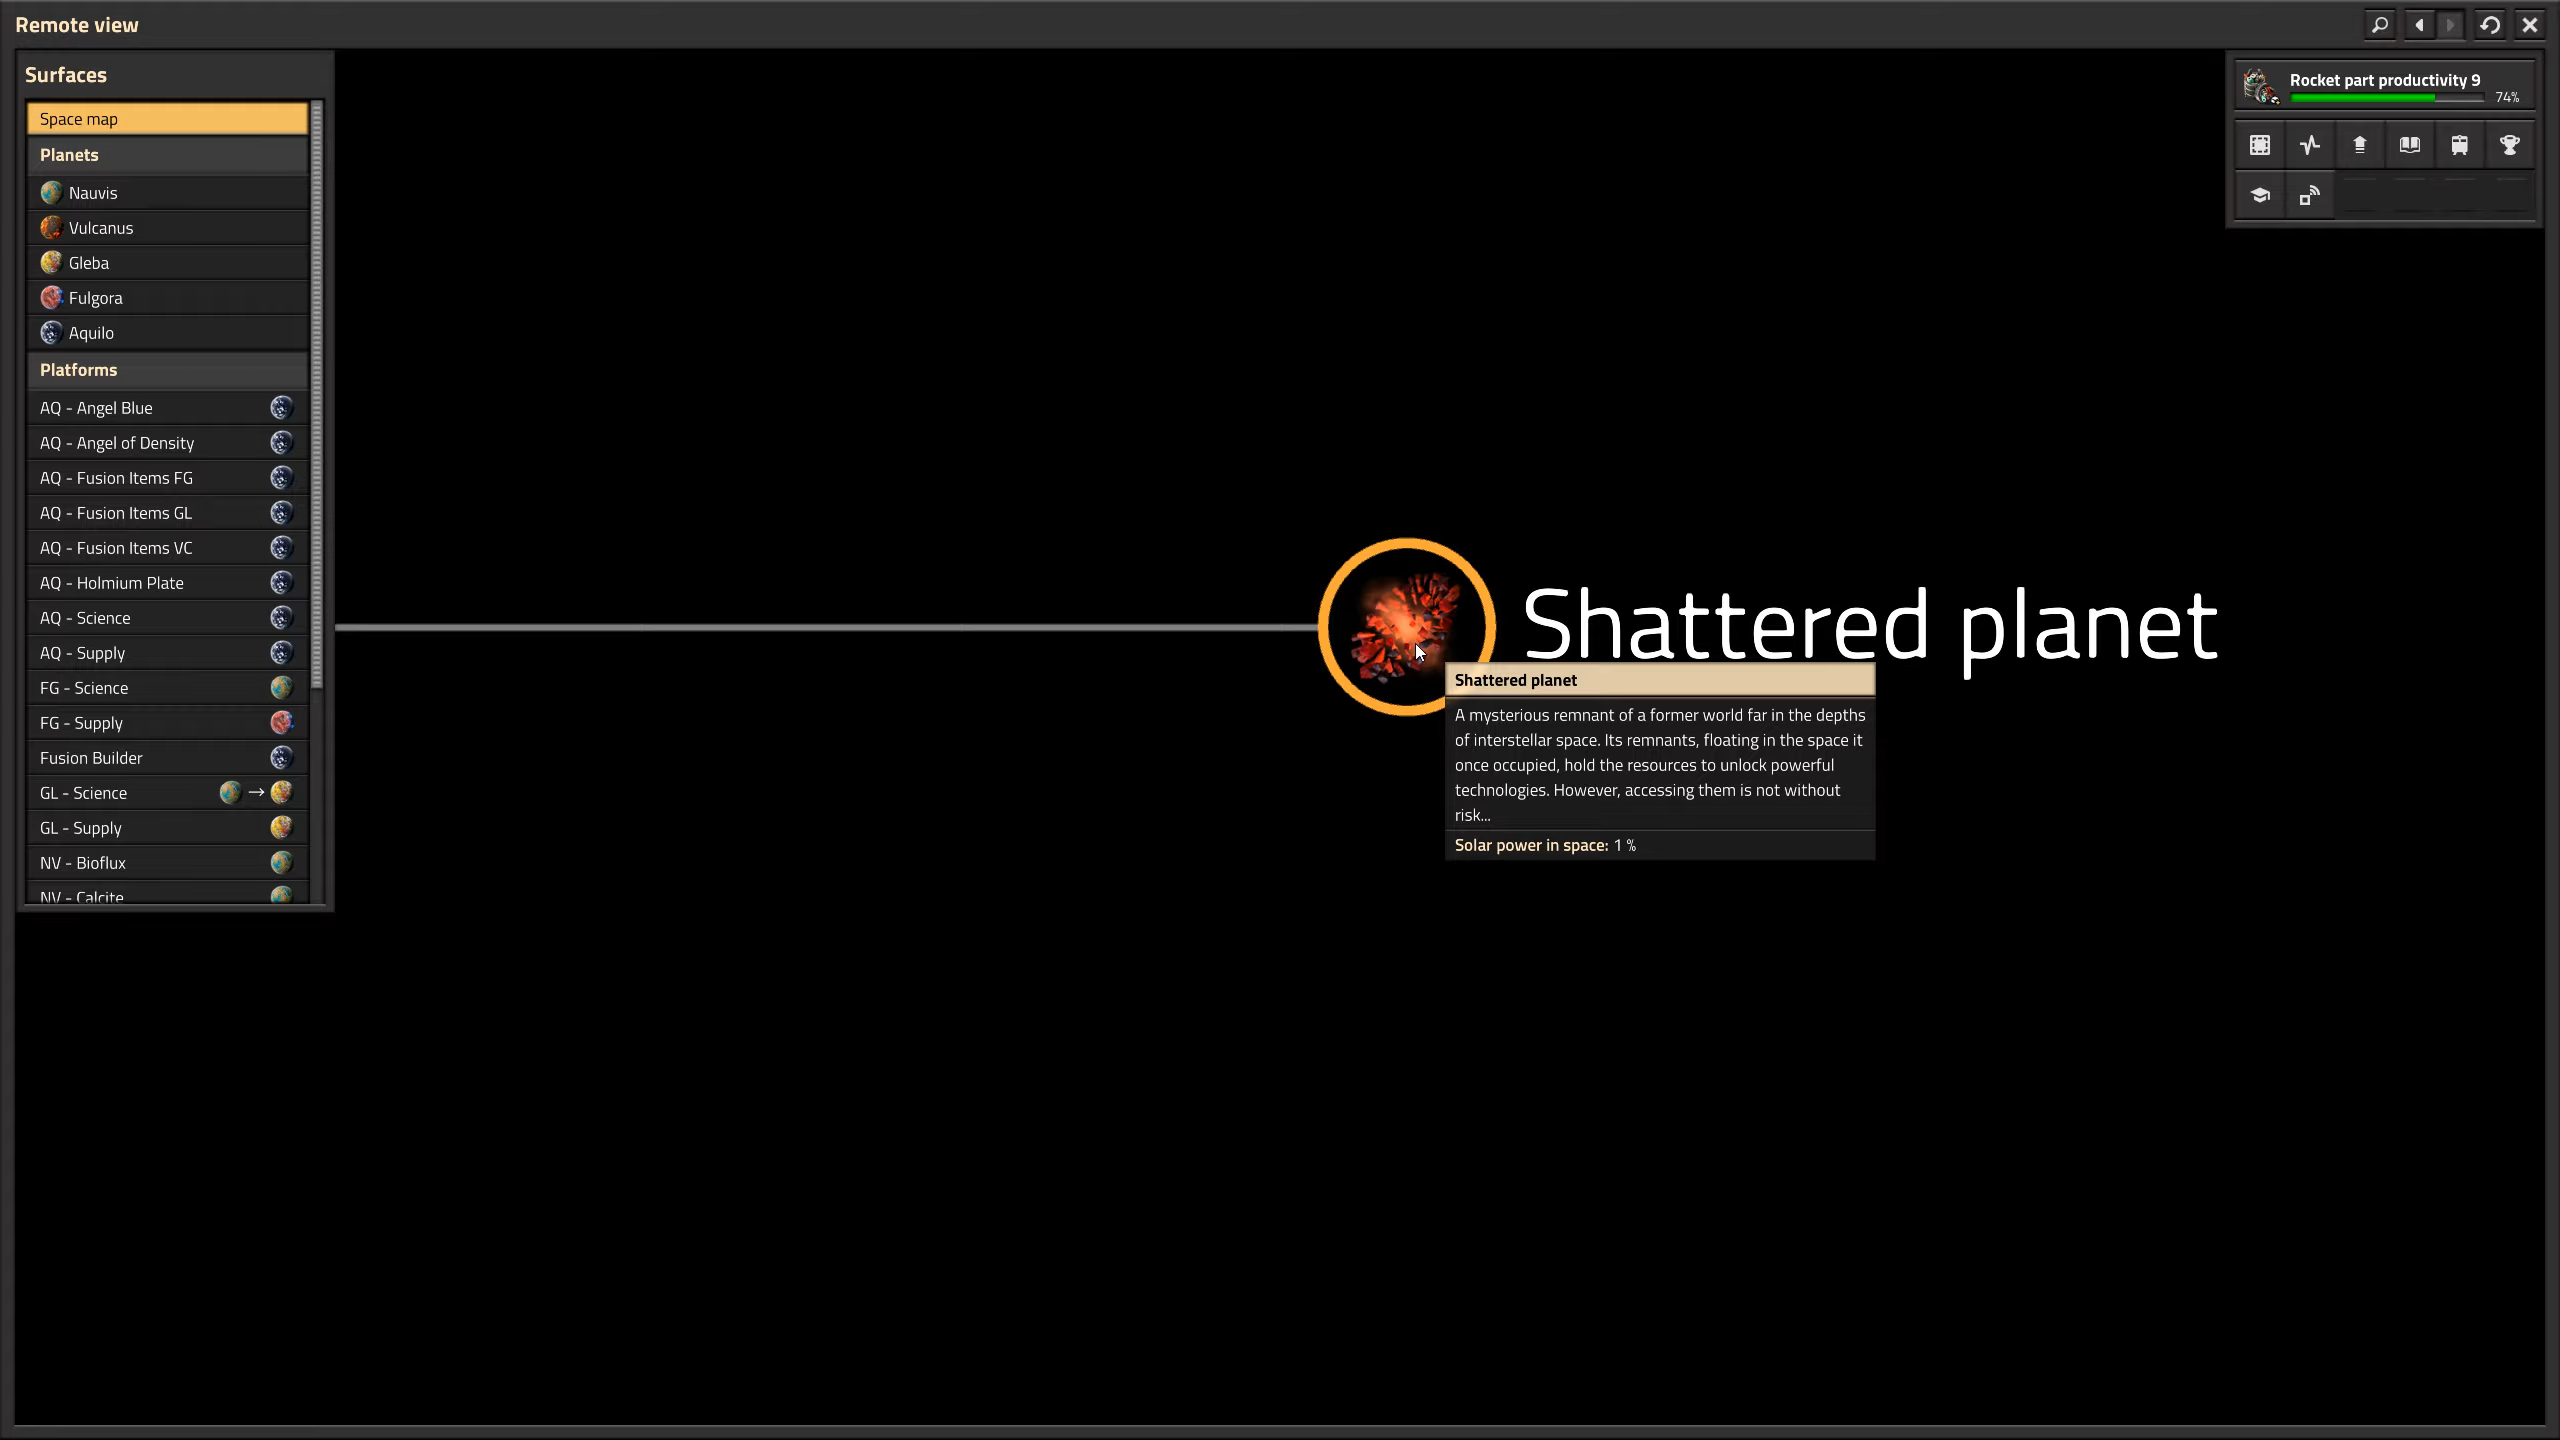 Remote view
Surfaces
Space map
Planets
Nauvis
Vulcanus
Gleba
Fulgora
Aquilo
Platforms
AQ - Angel Blue
AQ - Angel of Density
AQ - Fusion Items FG
AQ - Fusion Items GL
AQ - Fusion Items VC
AQ - Holmium Plate
AQ - Science
AQ - Supply
FG - Science
FG - Supply
Fusion Builder
GL - Science
GL - Supply
NV - Bioflux
NV - Calcite
Rocket part productivity 9
74%
Shattered planet
Shattered planet
A mysterious remnant of a former world far in the depths
of interstellar space. Its remnants, floating in the space it
once occupied, hold the resources to unlock powerful
technologies. However, accessing them is not without
risk...
Solar power in space: 1 %